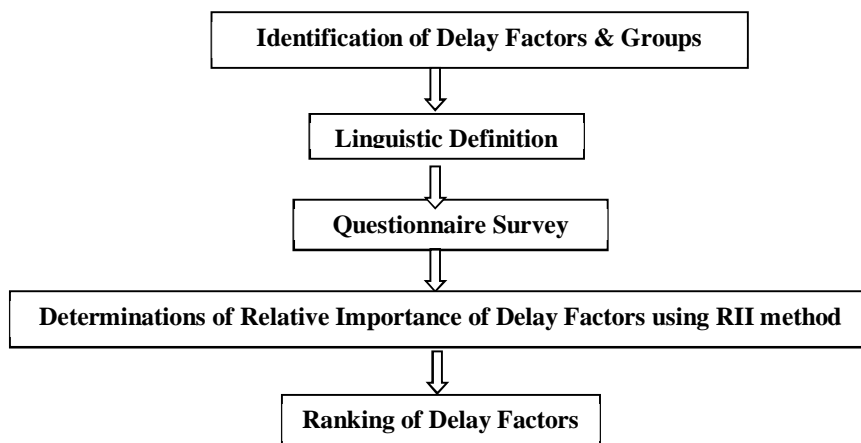 Identification of Delay Factors & Groups
Linguistic Definition
Questionnaire Survey
Determinations of Relative Importance of Delay Factors using RII method
Ranking of Delay Factors